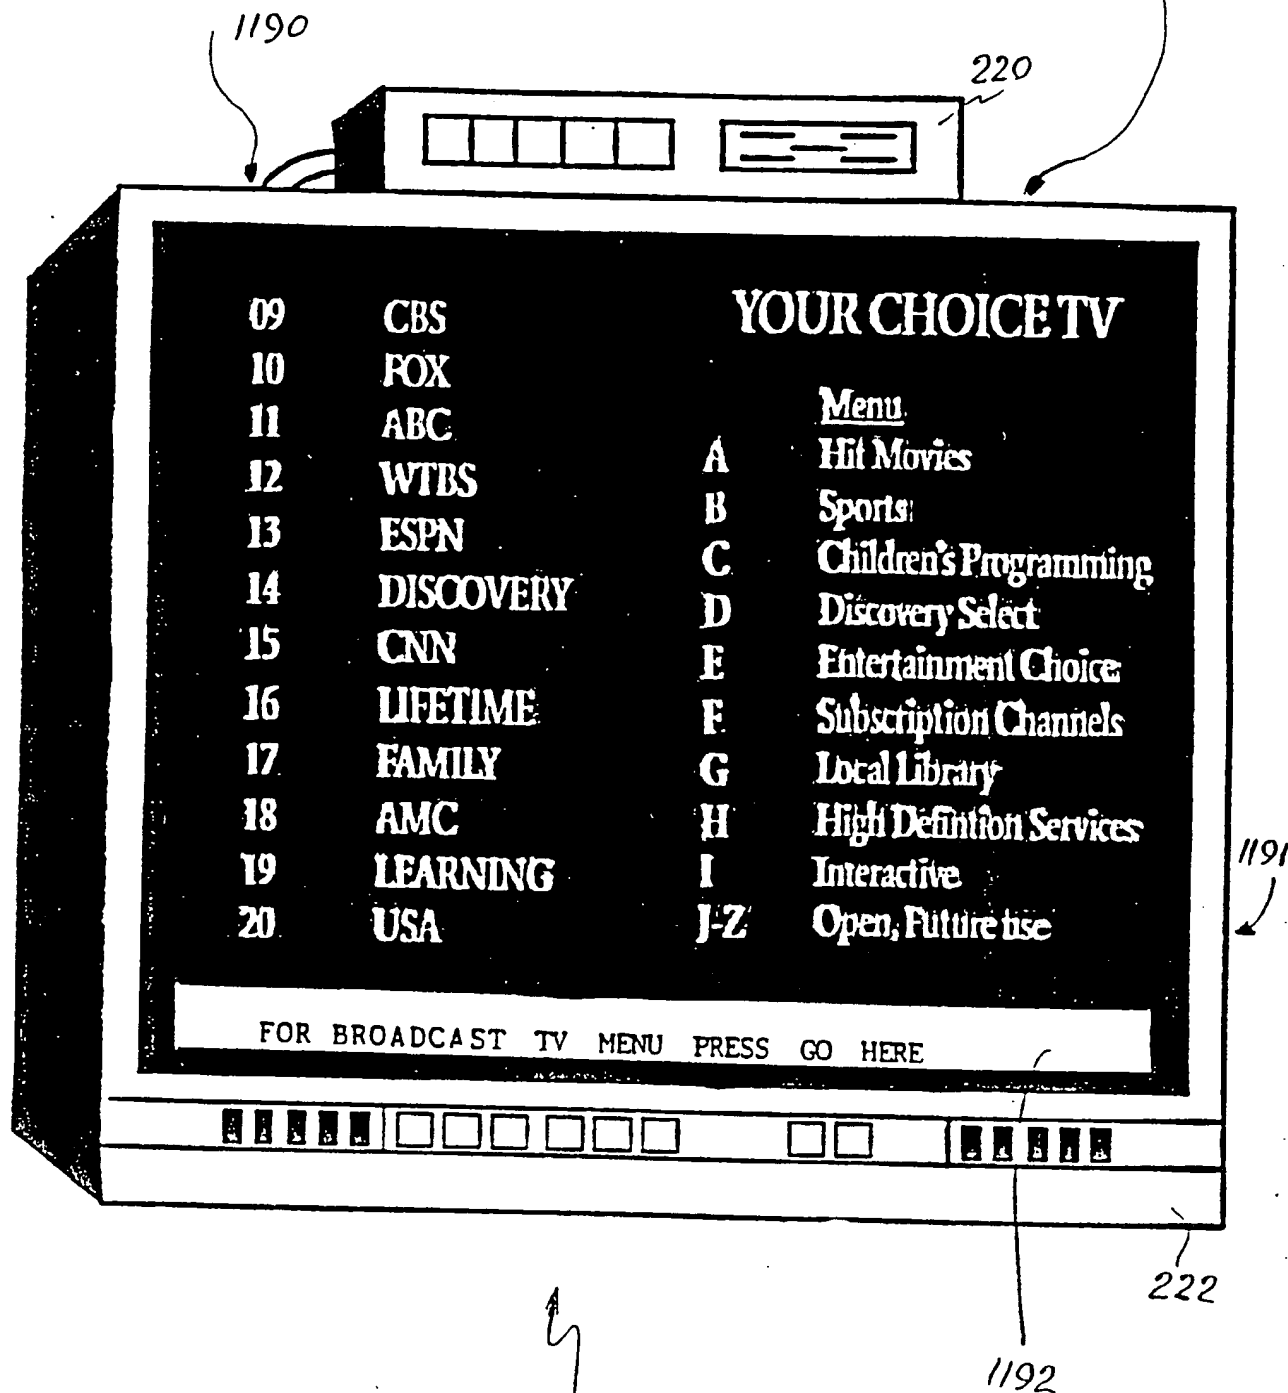 1190
220
09 CBS
10 FOX
11 ABC
12 WTBS
13 ESPN
14 DISCOVERY
15 CNN
16 LIFETIME
17 FAMILY
18 AMC
19 LEARNING
20 USA
YOUR CHOICE TV
Menu
A Hit Movies
B Sports
C Children's Programming
D Discovery Select
E Entertainment Choice
F Subscription Channels
G Local Library
H High Defintion Services
I Interactive
J-Z Open, Future use
1191
FOR BROADCAST TV MENU PRESS GO HERE
222
1192